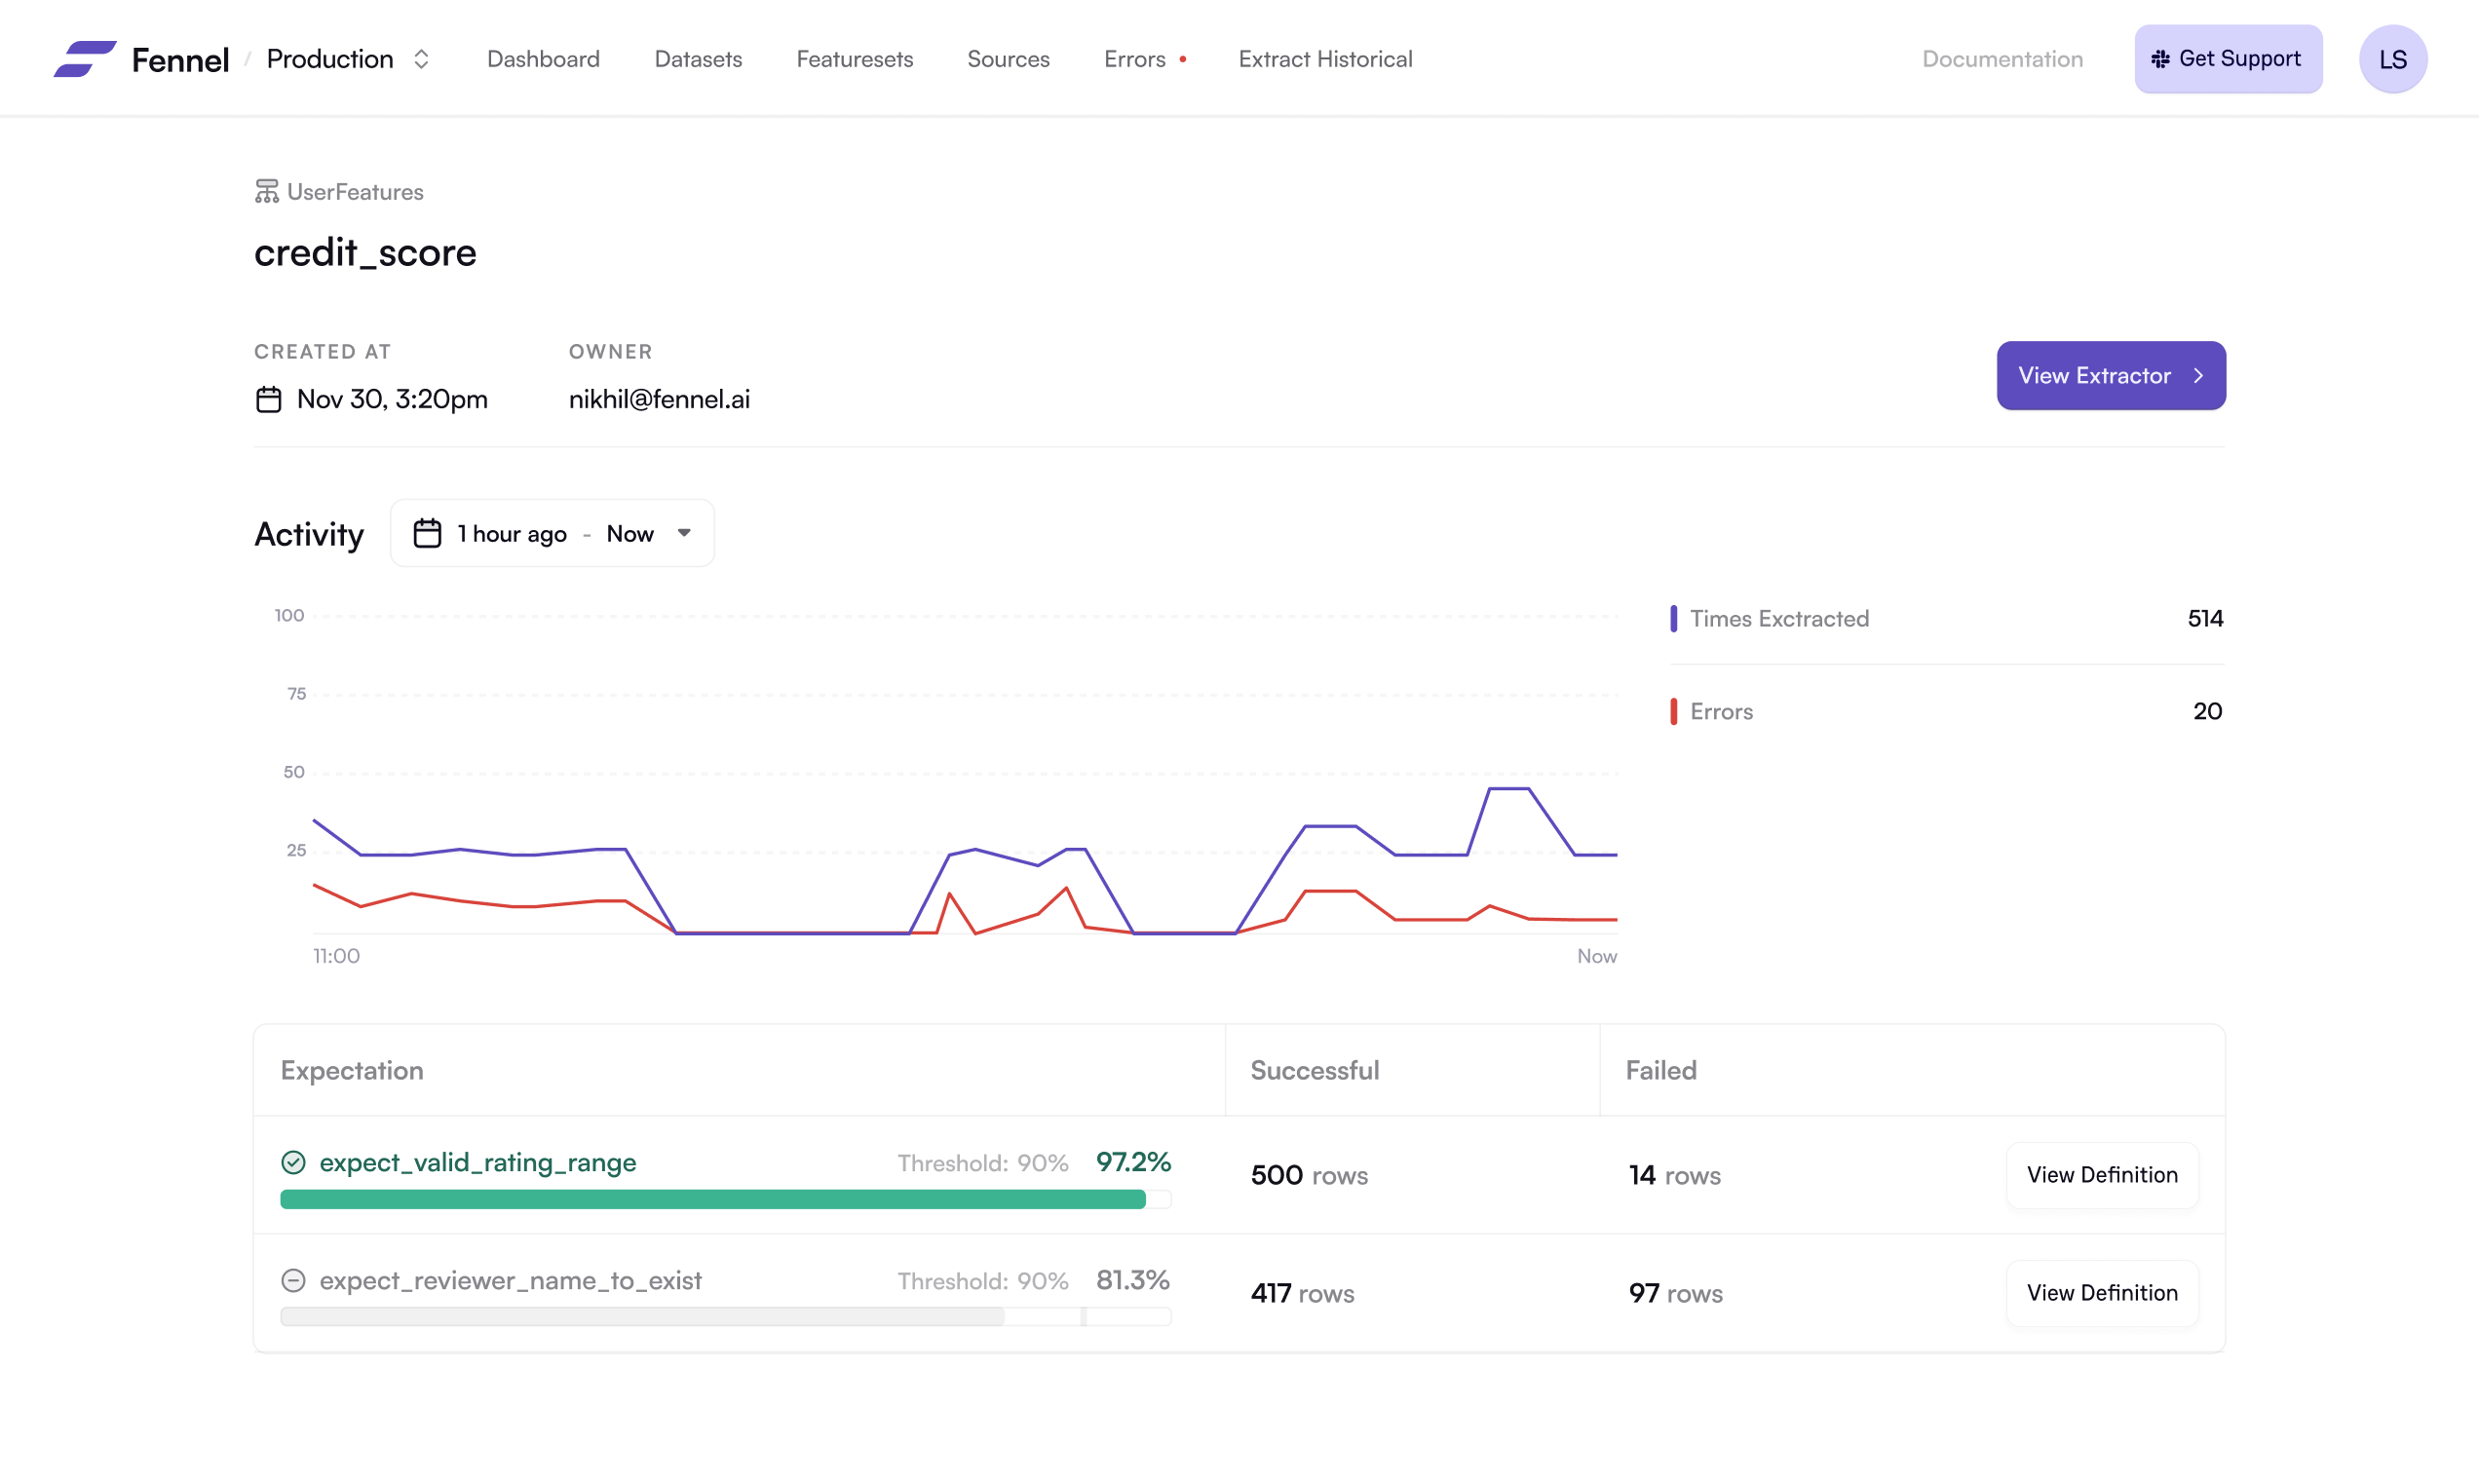 Fennel / Production Dashboard Datasets Featuresets Sources Errors Extract Historical Documentation Get Support LS
UserFeatures
credit_score
CREATED AT OWNER
Nov 30, 3:20pm nikhil@fennel.ai View Extractor
Activity 1 hour ago - Now
100
75
50
25
11:00 Now
Times Exctracted 514
Errors 20
Expectation Successful Failed
expect_valid_rating_range Threshold: 90% 97.2% 500 rows 14 rows View Definition
expect_reviewer_name_to_exist Threshold: 90% 81.3% 417 rows 97 rows View Definition